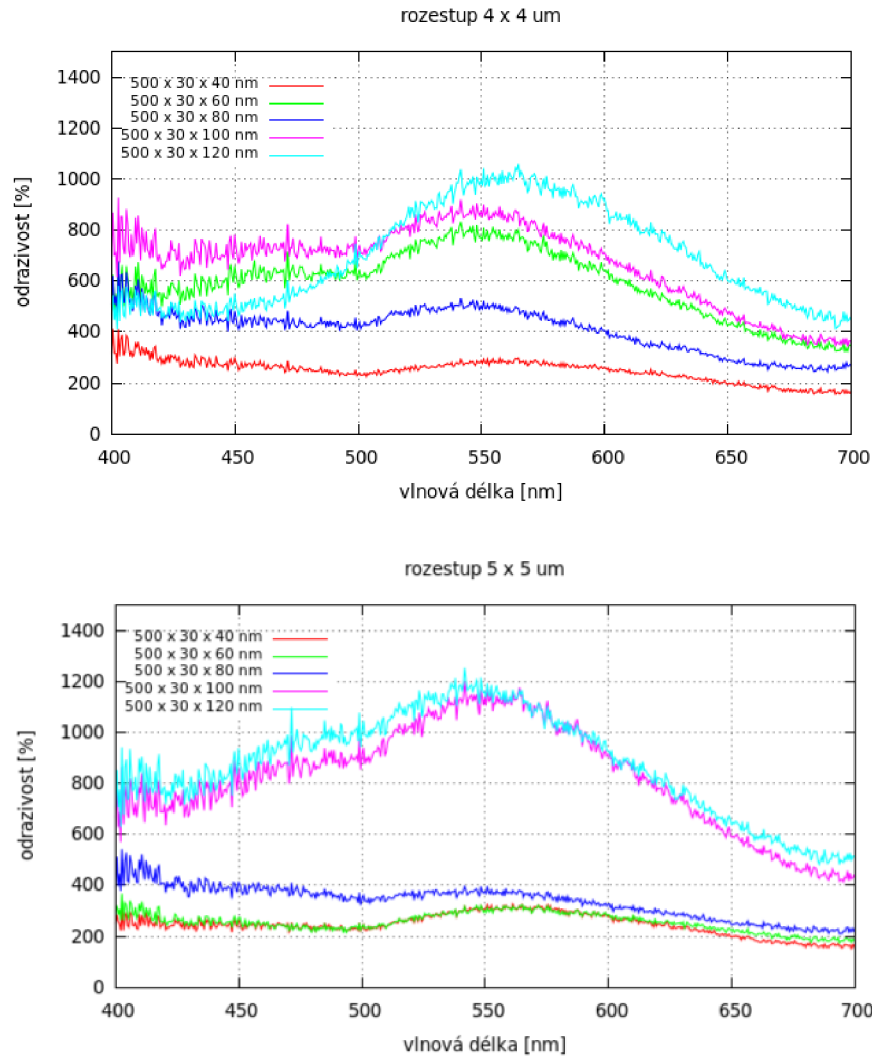 rozestup 4 x 4 um
1400
1200
1000
800
600
400
200
0
500 x 30 x 40 nm
500 x 30 x 60 nm
500 x 30 x 80 nm
500 x 30 x 100 nm
500 x 30 x 120 nm
odrazivost [%]
400 450 500 550 600 650 700
vlnová délka [nm]
rozestup 5 x 5 um
1400
1200
1000
800
600
400
200
0
500 x 30 x 40 nm
500 x 30 x 60 nm
500 x 30 x 80 nm
500 x 30 x 100 nm
500 x 30 x 120 nm
odrazivost [%]
400 450 500 550 600 650 700
vlnová délka [nm]